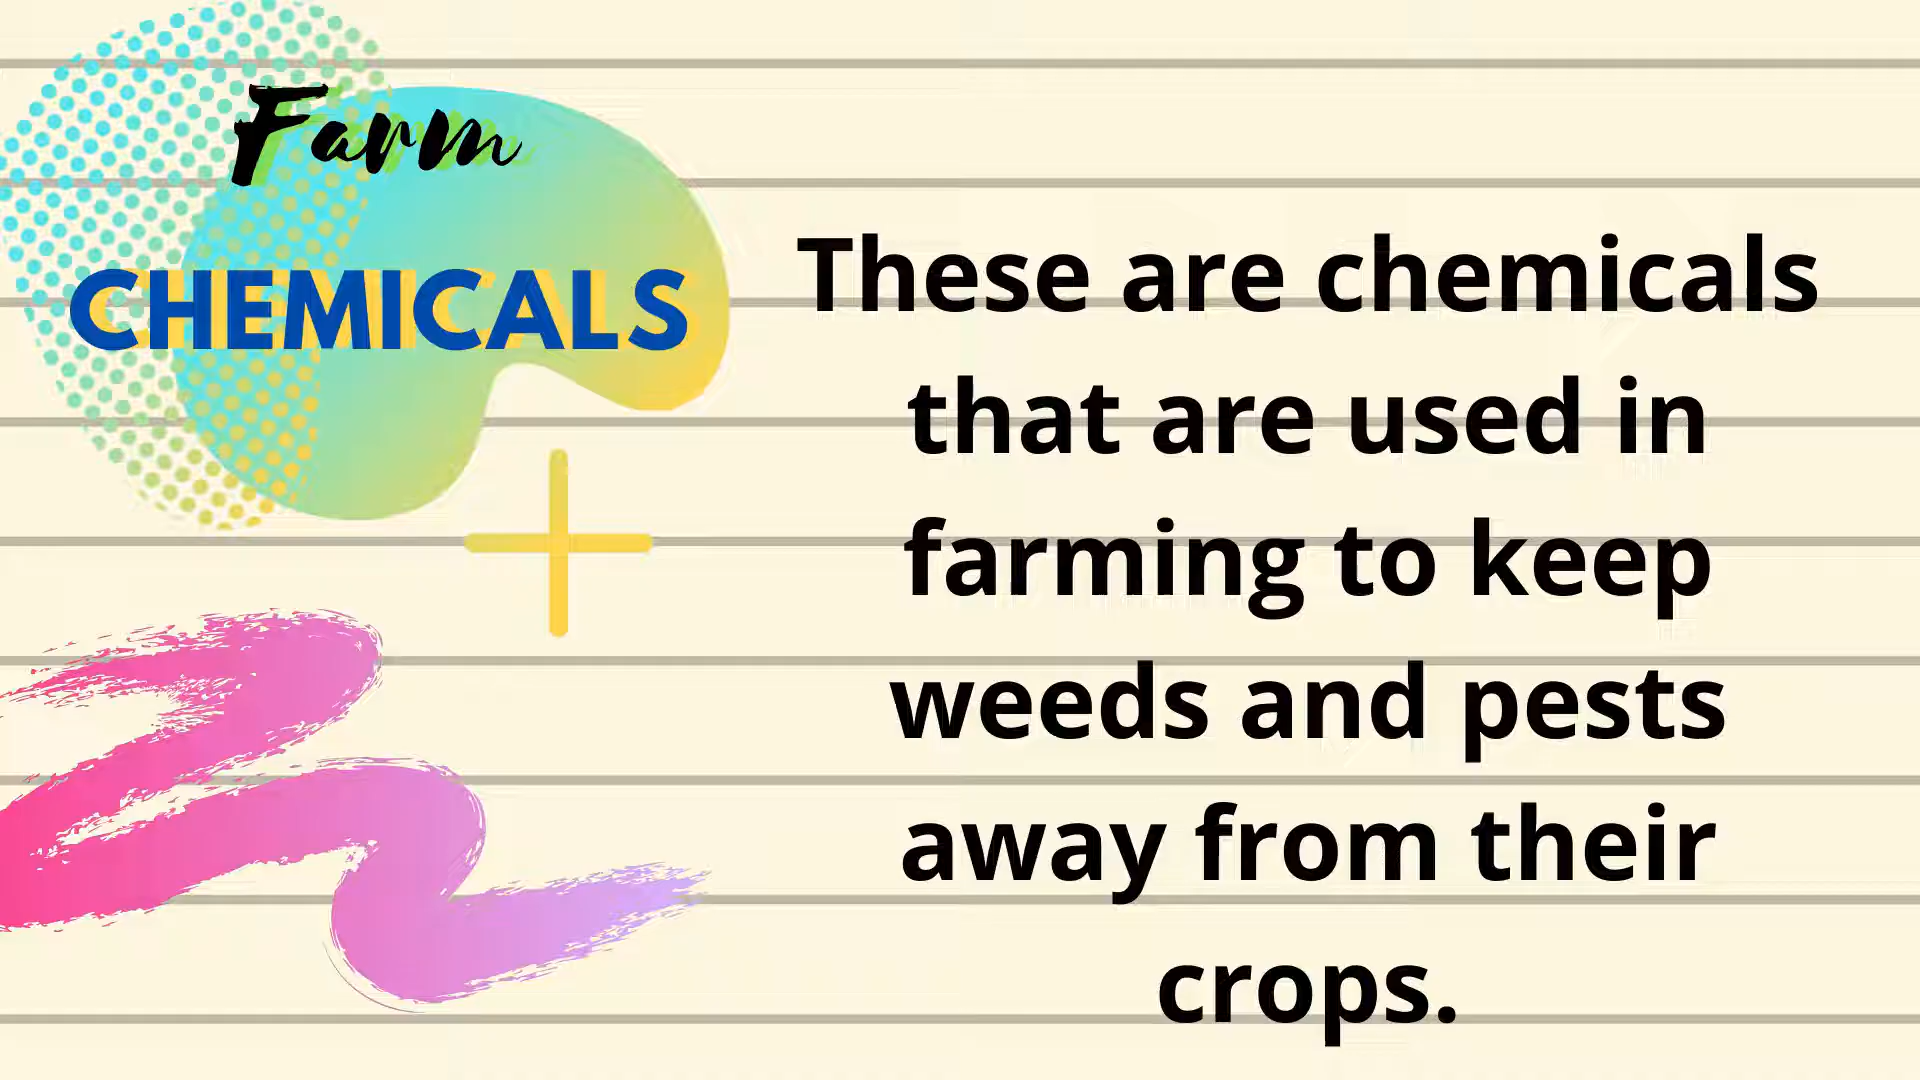 Farm
CHEMICALS
These are chemicals
that are used in
farming to keep
weeds and pests
away from their
crops.